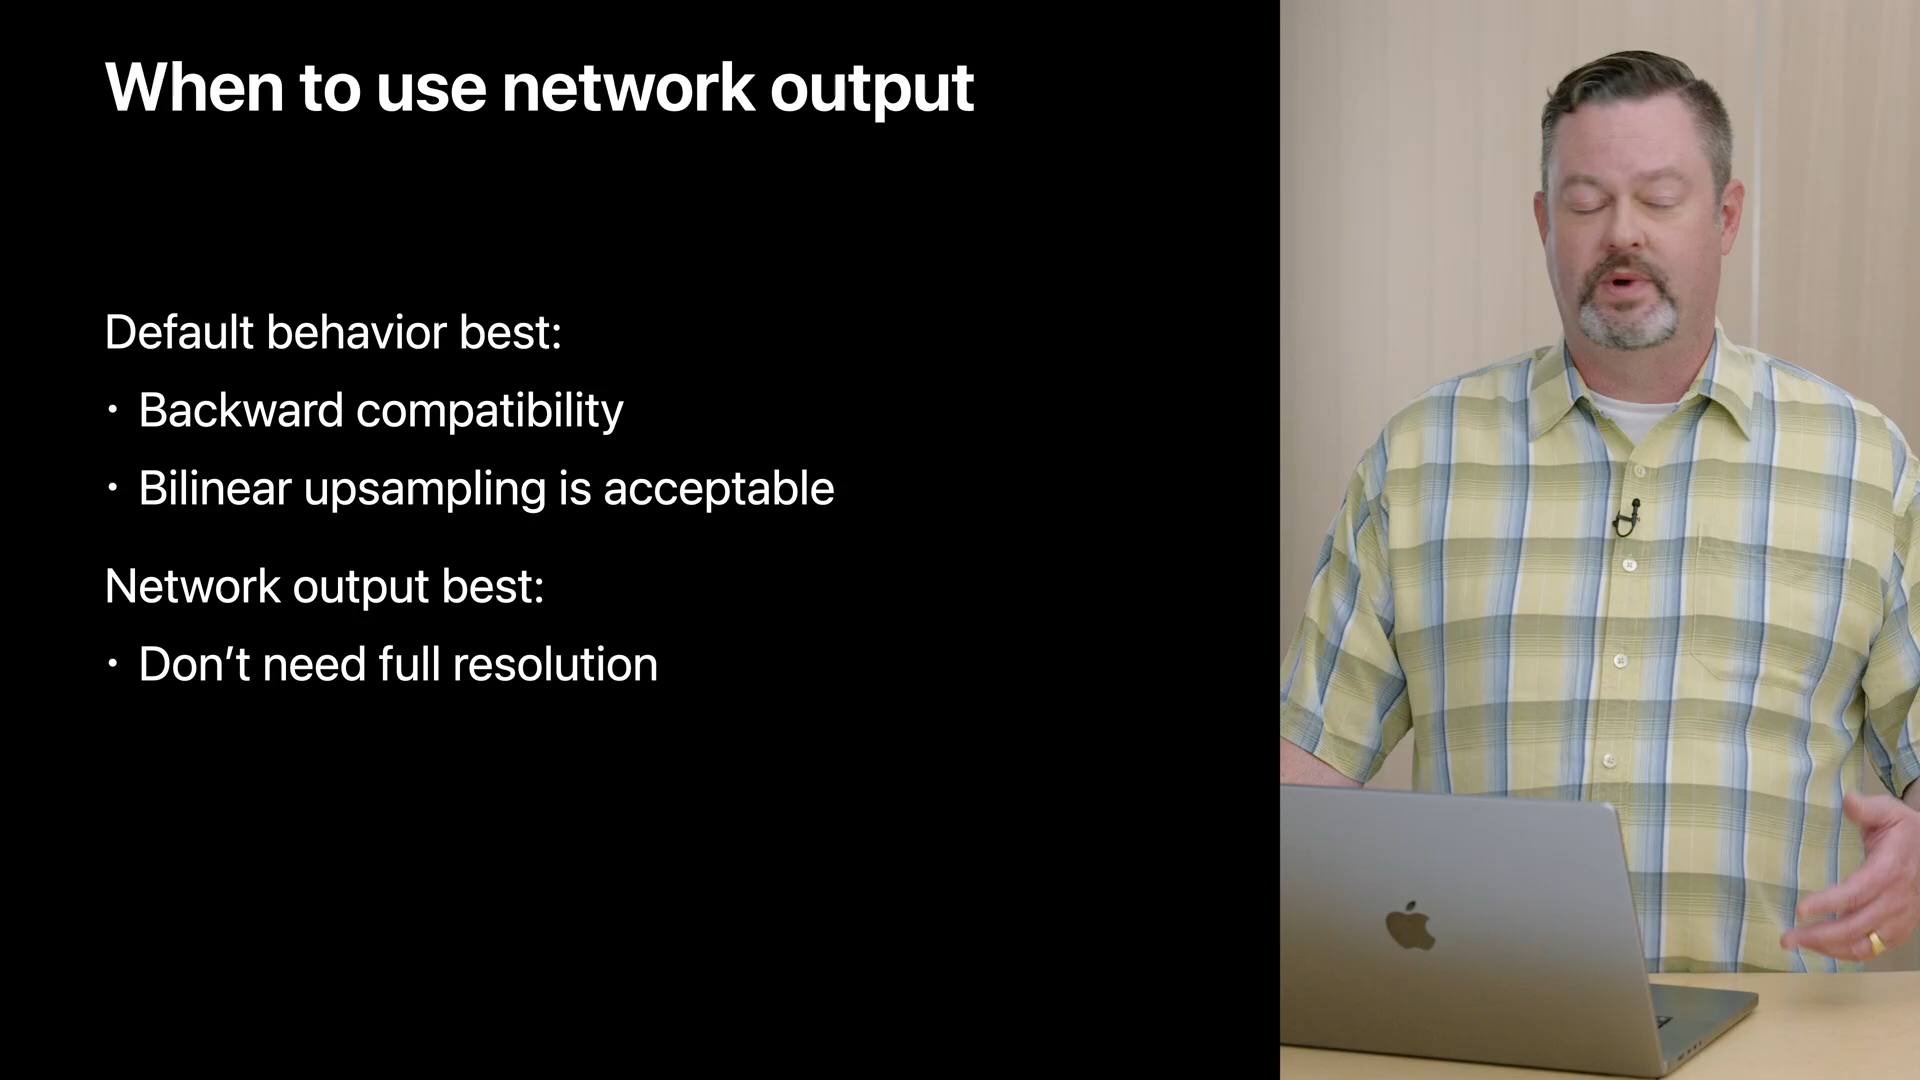 When to use network output
Default behavior best:
• Backward compatibility
• Bilinear upsampling is acceptable
Network output best:
• Don’t need full resolution